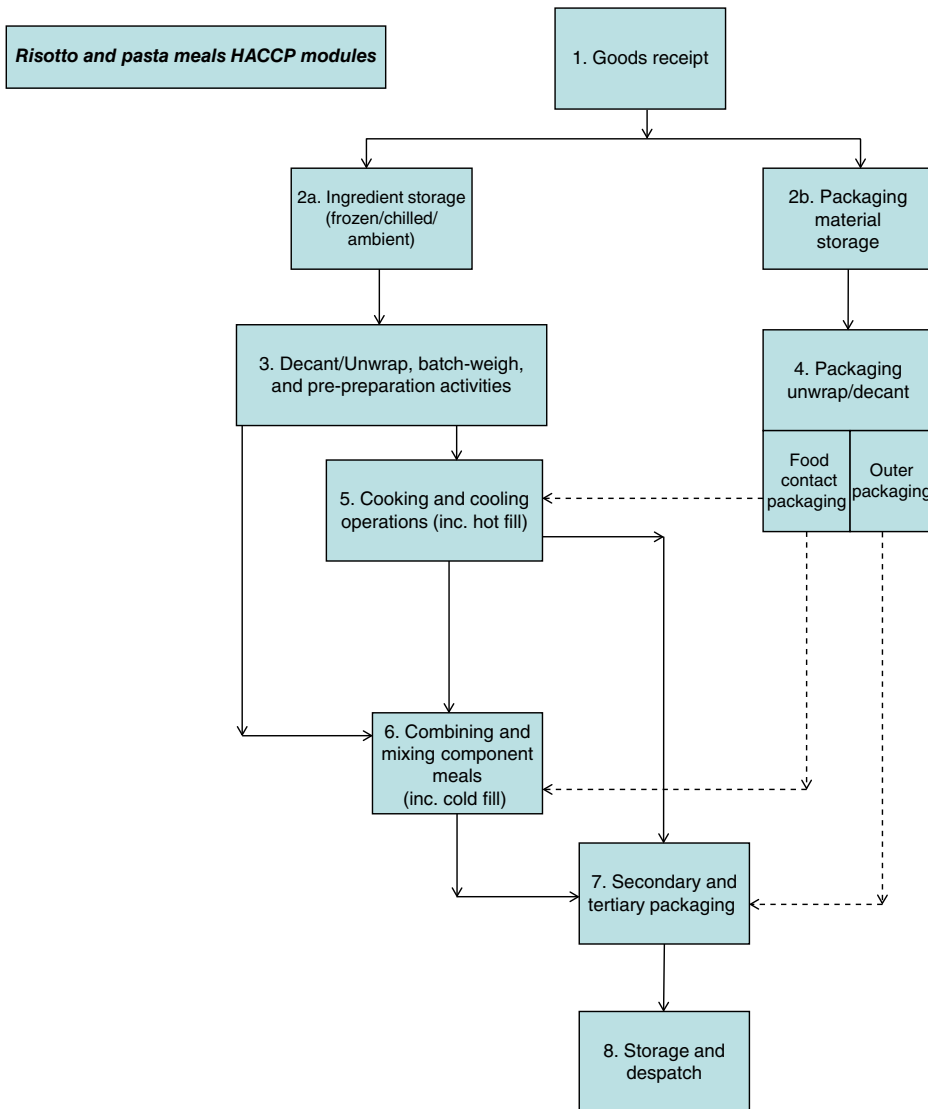 Risotto and pasta meals HACCP modules
1. Goods receipt
2a. Ingredient storage
(frozen/chilled/
ambient)
2b. Packaging
material
storage
3. Decant/Unwrap, batch-weigh,
and pre-preparation activities
4. Packaging
unwrap/decant
Food
contact
packaging
Outer
packaging
5. Cooking and cooling
operations (inc. hot fill)
6. Combining and
mixing component
meals
(inc. cold fill)
7. Secondary and
tertiary packaging
8. Storage and
despatch